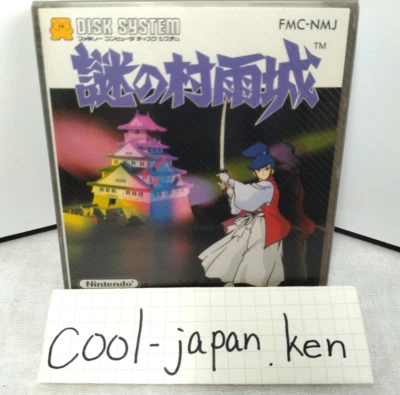 DISK SYSTEM
FMC-NMJ
ファミリー コンピュータ ディスク システム
謎の村雨城
TM
Nintendo
cool-japan.ken